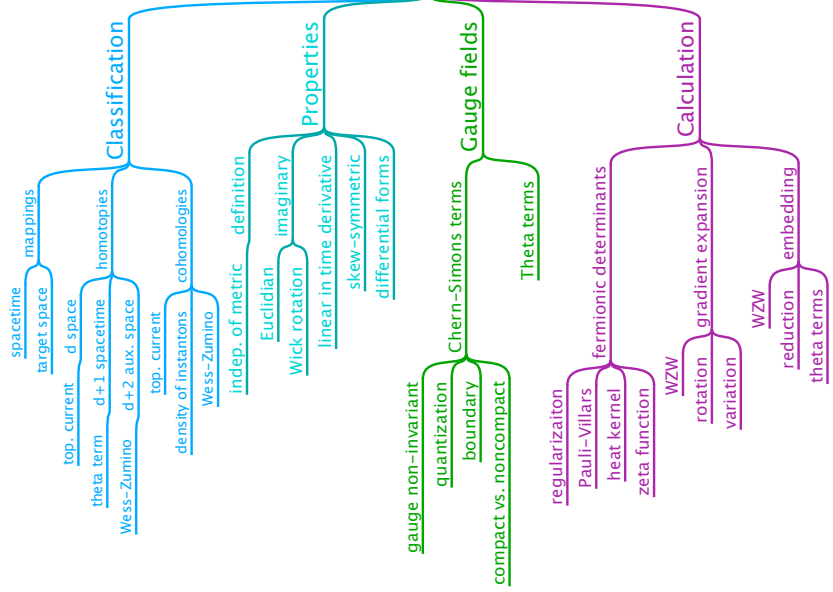 Classification
mappings
spacetime
target space
homotopies
d space
top. current
d+1 spacetime
theta term
d+2 aux. space
Wess-Zumino
cohomologies
top. current
density of instantons
Wess-Zumino
Properties
definition
indep. of metric
imaginary
Euclidian
Wick rotation
linear in time derivative
skew-symmetric
differential forms
Gauge fields
Chern-Simons terms
gauge non-invariant
quantization
boundary
compact vs. noncompact
Theta terms
Calculation
fermionic determinants
regularizaiton
Pauli-Villars
heat kernel
zeta function
gradient expansion
WZW
rotation
variation
embedding
WZW
reduction
theta terms